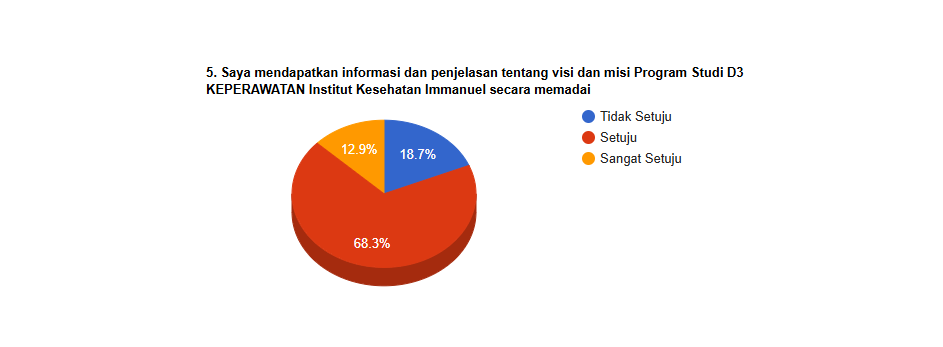 5. Saya mendapatkan informasi dan penjelasan tentang visi dan misi Program Studi D3
KEPERAWATAN Institut Kesehatan Immanuel secara memadai
Tidak Setuju
Setuju
Sangat Setuju
12.9%
18.7%
68.3%